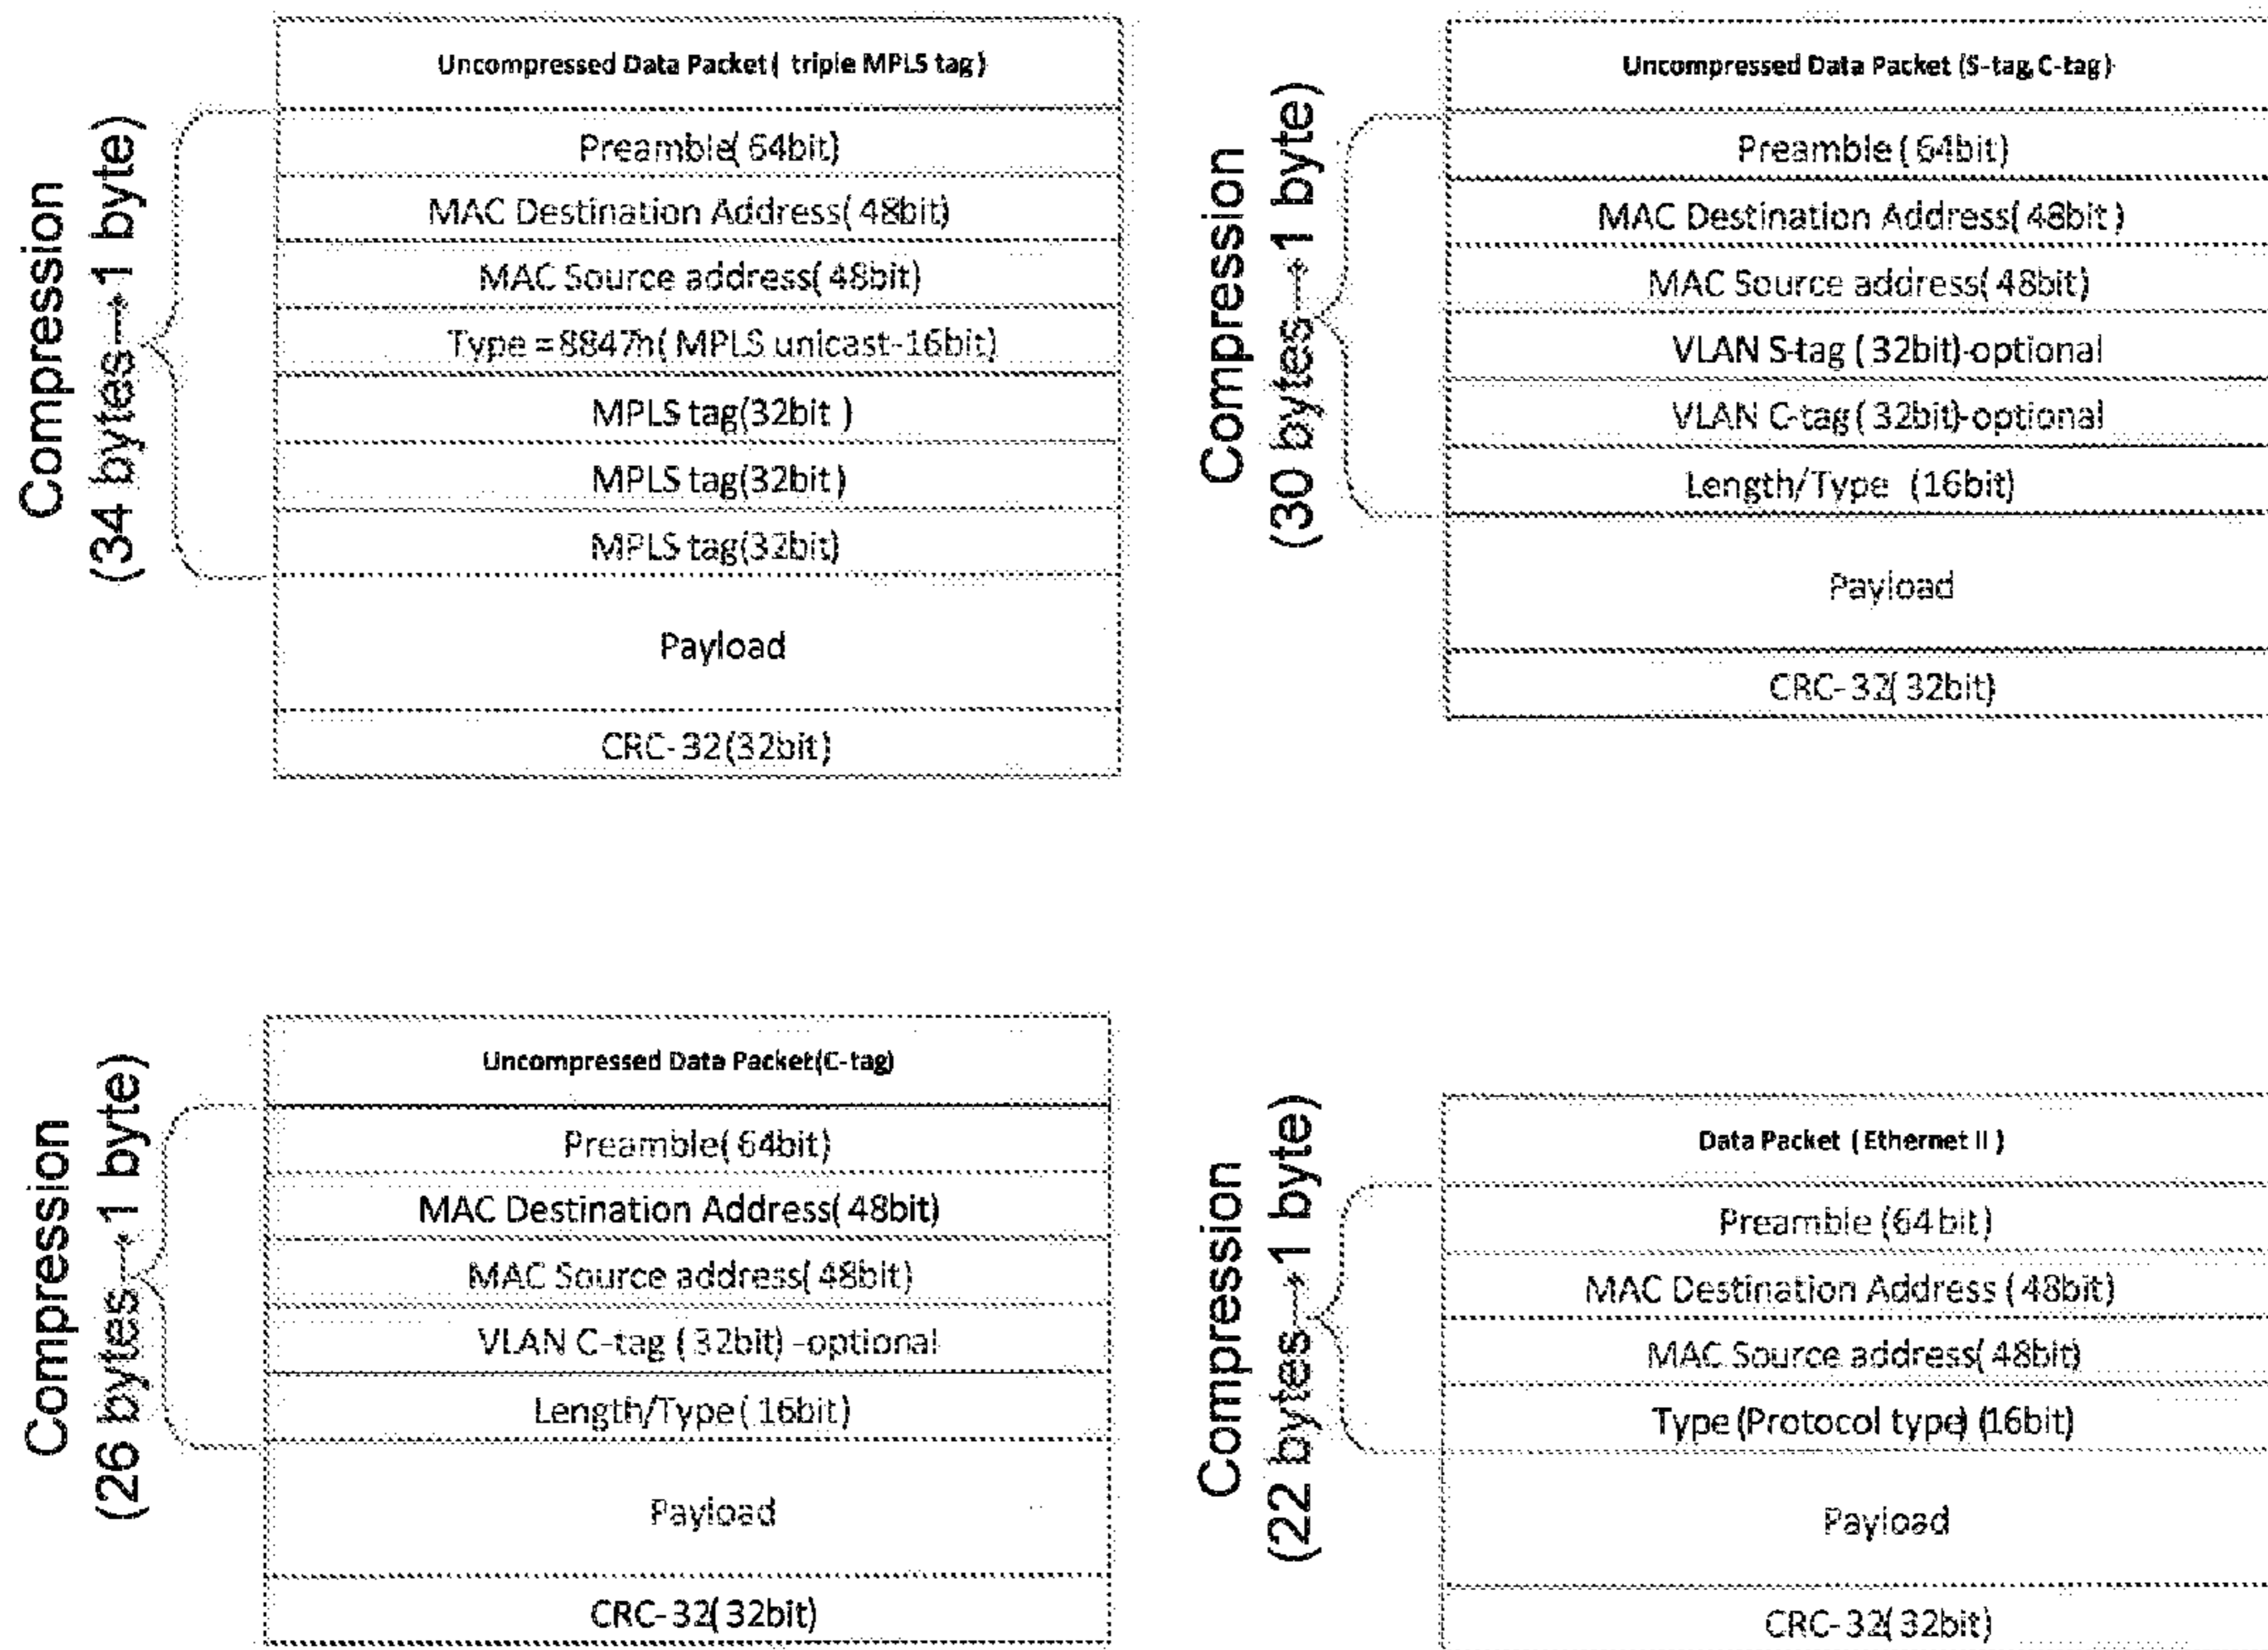 Compression
(34 bytes→1 byte)
Uncompressed Data Packet( triple MPLS tag)
Preamble( 64bit)
MAC Destination Address( 48bit)
MAC Source address( 48bit)
Type =8847h( MPLS unicast-16bit)
MPLS tag(32bit )
MPLS tag(32bit )
MPLS tag(32bit)
Payload
CRC-32(32bit)
Compression
(30 bytes→1 byte)
Uncompressed Data Packet (S-tag,C-tag)
Preamble ( 64bit)
MAC Destination Address( 48bit )
MAC Source address( 48bit)
VLAN S-tag ( 32bit)-optional
VLAN C-tag ( 32bit)-optional
Length/Type (16bit)
Payload
CRC-32( 32bit)
Compression
(26 bytes→1 byte)
Uncompressed Data Packet(C-tag)
Preamble( 64bit)
MAC Destination Address( 48bit)
MAC Source address( 48bit)
VLAN C-tag ( 32bit) -optional
Length/Type ( 16bit)
Payload
CRC-32( 32bit)
Compression
(22 bytes→1 byte)
Data Packet ( Ethernet II )
Preamble (64 bit)
MAC Destination Address ( 48bit)
MAC Source address( 48bit)
Type (Protocol type) (16bit)
Payload
CRC-32( 32bit)